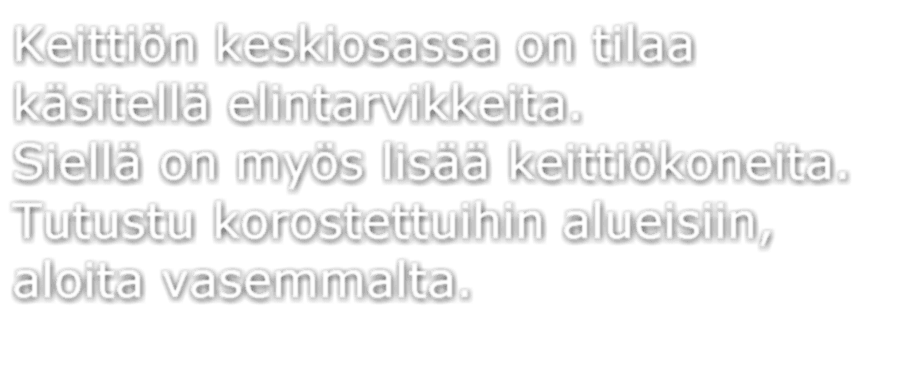 Keittiön keskiosassa on tilaa
käsitellä elintarvikkeita.
Siellä on myös lisää keittiökoneita.
Tutustu korostettuihin alueisiin,
aloita vasemmalta.